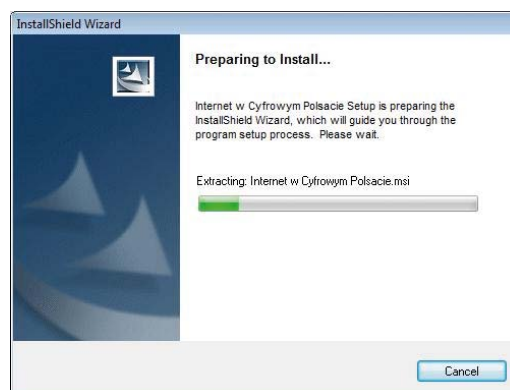 InstallShield Wizard
Preparing to Install...
Internet w Cyfrowym Polsacie Setup is preparing the
InstallShield Wizard, which will guide you through the
program setup process. Please wait.
Extracting: Internet w Cyfrowym Polsacie.msi
Cancel